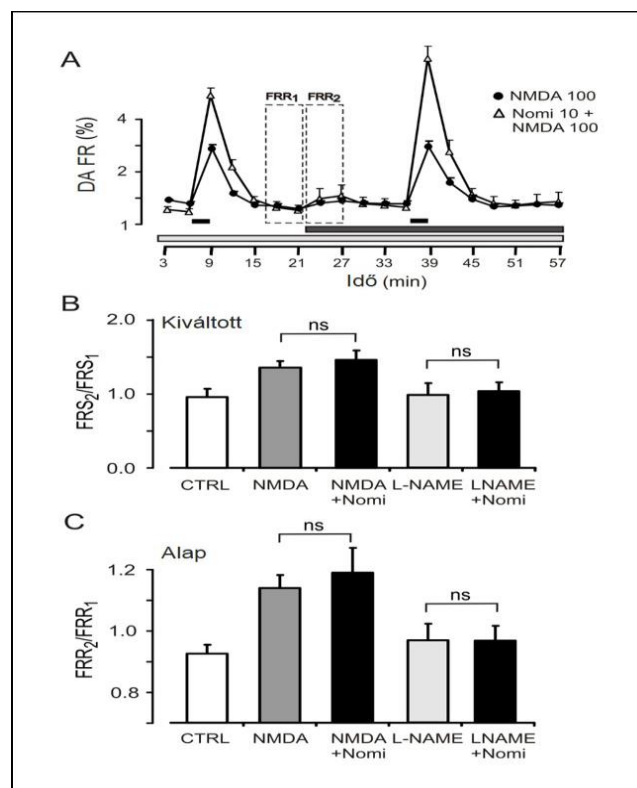 A
FRR1 FRR2
NMDA 100
Nomi 10 +
NMDA 100
DA FR (%)
4
2
1
3 9 15 21 27 33 39 45 51 57
Idő (min)
B
Kiváltott
ns
ns
FRS2/FRS1
2.0
1.0
0.0
CTRL NMDA NMDA L-NAME LNAME
+Nomi +Nomi
C
Alap
ns
ns
FRR2/FRR1
1.2
1.0
0.8
CTRL NMDA NMDA L-NAME LNAME
+Nomi +Nomi